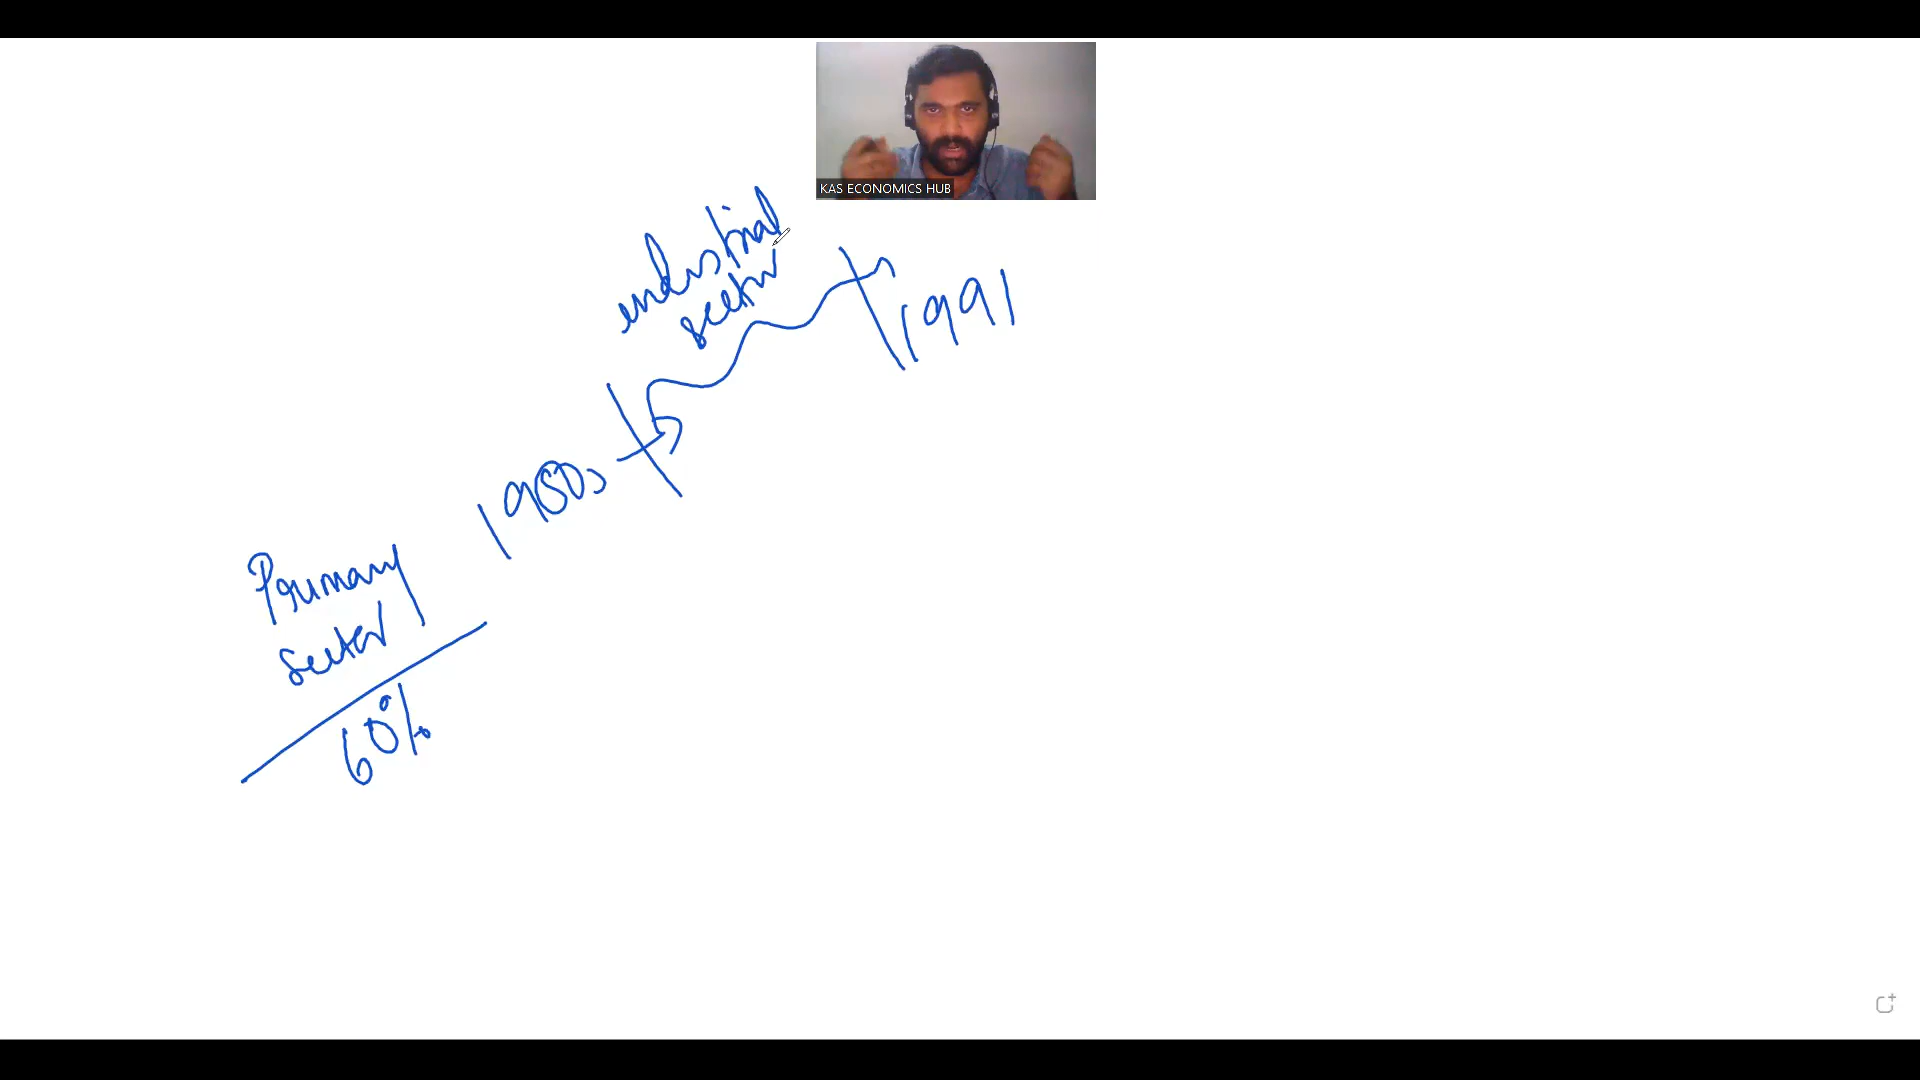 KAS ECONOMICS HUB
industrial
sector
1991
1980s
Primary
sector
60%